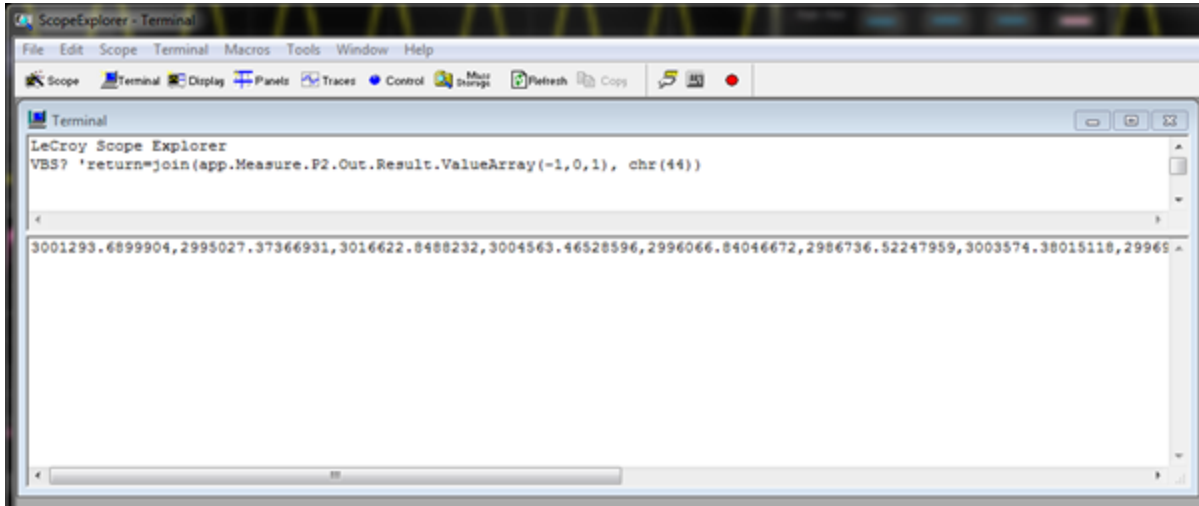 ScopeExplorer - Terminal
File Edit Scope Terminal Macros Tools Window Help
Scope Terminal Display Panels Traces Control Mass Storage Refresh Copy
Terminal
LeCroy Scope Explorer
VBS? 'return=join(app.Measure.P2.Out.Result.ValueArray(-1,0,1), chr(44))
3001293.6899904,2995027.37366931,3016622.8488232,3004563.46528596,2996066.84046672,2986736.52247959,3003574.38015118,29969